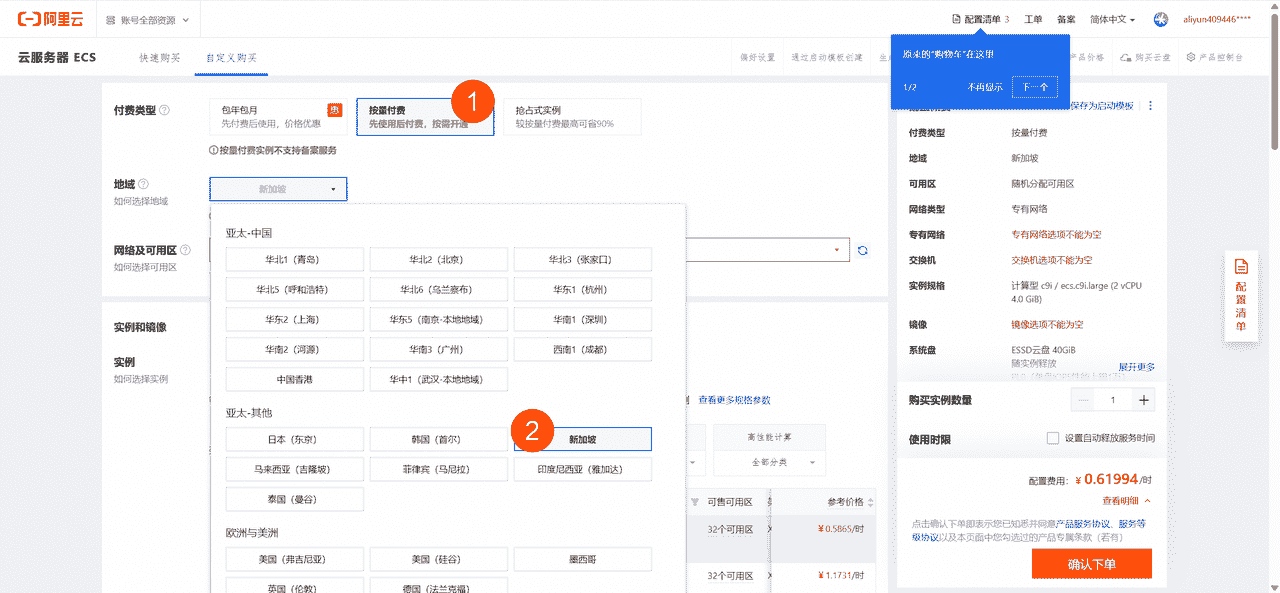 阿里云 账号全部资源 配置清单 3 工单 备案 简体中文 aliyun409446****
云服务器 ECS 快速购买 自定义购买 偏好设置 通过启动模板创建 产品价格 购买云盘 产品控制台
原来的“购物车”在这里
1/2 不再显示 下一个
保存为启动模板
付费类型
包年包月 惠
先付费后使用，价格优惠
按量付费
先使用后付费，按需开通
1
抢占式实例
较按量付费最高可省90%
按量付费实例不支持备案服务
地域
如何选择地域
新加坡
网络及可用区
如何选择可用区
实例和镜像
实例
如何选择实例
亚太-中国
华北1（青岛） 华北2（北京） 华北3（张家口）
华北5（呼和浩特） 华北6（乌兰察布） 华东1（杭州）
华东2（上海） 华东5（南京-本地地域） 华南1（深圳）
华南2（河源） 华南3（广州） 西南1（成都）
中国香港 华中1（武汉-本地地域）
亚太-其他
日本（东京） 韩国（首尔） 2 新加坡
马来西亚（吉隆坡） 菲律宾（马尼拉） 印度尼西亚（雅加达）
泰国（曼谷）
欧洲与美洲
美国（弗吉尼亚） 美国（硅谷） 墨西哥
英国（伦敦） 德国（法兰克福）
查看更多规格参数
高性能计算
全部分类
可售可用区 参考价格
32个可用区 ¥0.5865/时
32个可用区 ¥1.1731/时
付费类型 按量付费
地域 新加坡
可用区 随机分配可用区
网络类型 专有网络
专有网络 专有网络选项不能为空
交换机 交换机选项不能为空
实例规格 计算型 c9i / ecs.c9i.large (2 vCPU
4.0 GiB)
镜像 镜像选项不能为空
系统盘 ESSD云盘 40GiB
随实例释放
展开更多
购买实例数量 1 +
使用时限 设置自动释放服务时间
配置费用： ¥ 0.61994 /时
查看明细
点击确认下单即表示您已知悉并同意产品服务协议、服务等
级协议以及本页面中您勾选过的产品专属条款（若有）
确认下单
配置清单